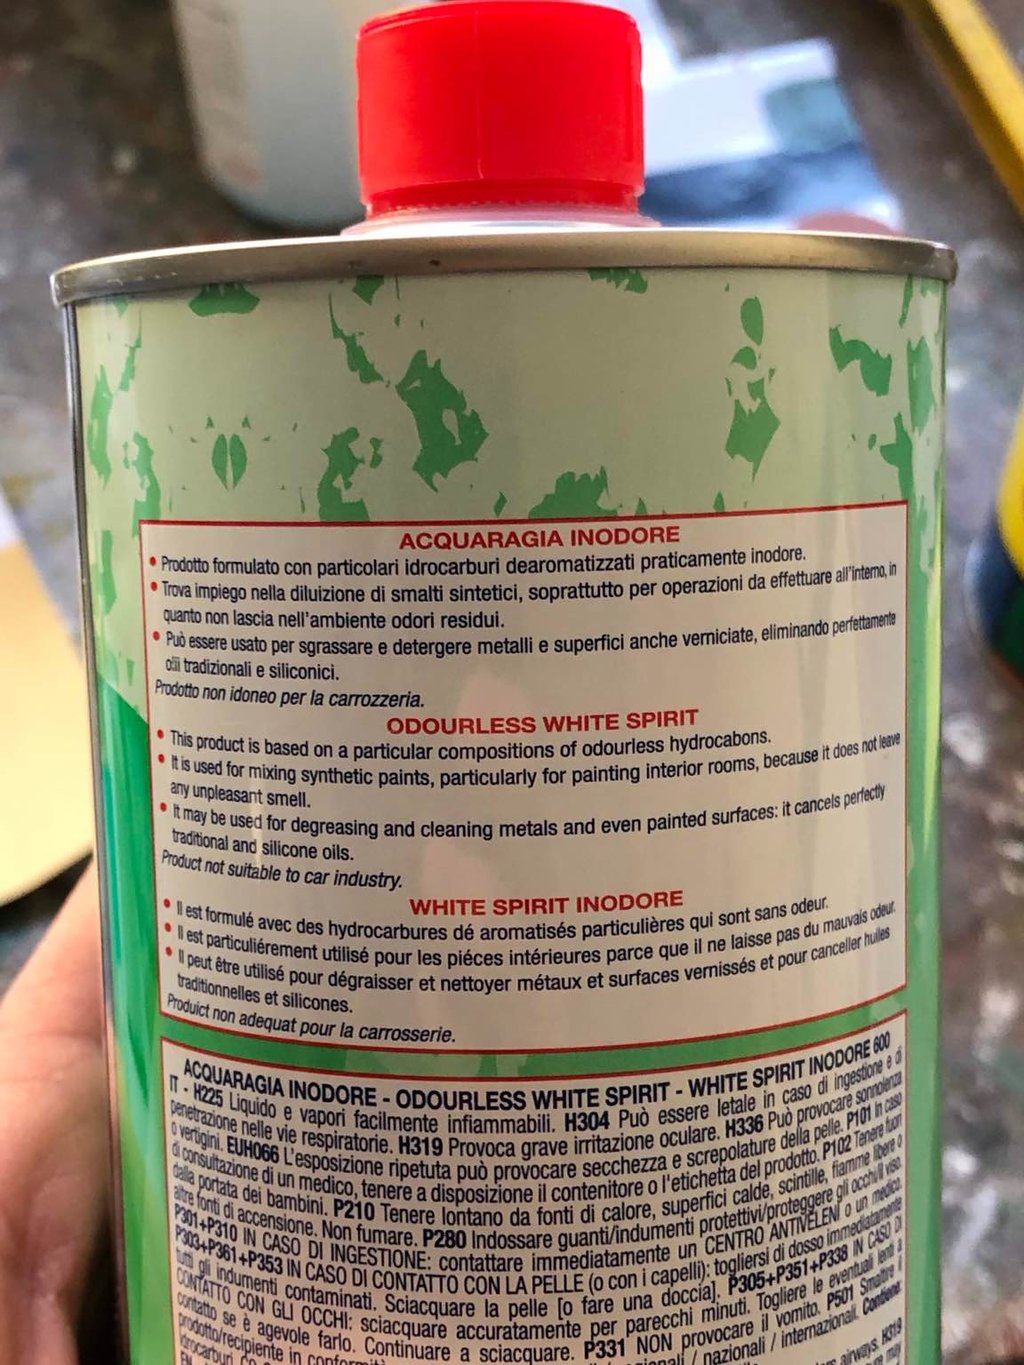 ACQUARAGIA INODORE
• Prodotto formulato con particolari idrocarburi dearomatizzati praticamente inodore.
• Trova impiego nella diluizione di smalti sintetici, soprattutto per operazioni da effettuare all'interno, in
quanto non lascia nell'ambiente odori residui.
• Può essere usato per sgrassare e detergere metalli e superfici anche verniciate, eliminando perfettamente
olii tradizionali e siliconici.
Prodotto non idoneo per la carrozzeria.
ODOURLESS WHITE SPIRIT
• This product is based on a particular compositions of odourless hydrocabons.
• It is used for mixing synthetic paints, particularly for painting interior rooms, because it does not leave
any unpleasant smell.
• It may be used for degreasing and cleaning metals and even painted surfaces: it cancels perfectly
traditional and silicone oils.
Product not suitable to car industry.
WHITE SPIRIT INODORE
• Il est formulé avec des hydrocarbures dé aromatisés particulières qui sont sans odeur.
• Il est particuliérement utilisé pour les piéces intérieures parce que il ne laisse pas du mauvais odeur.
• Il peut être utilisé pour dégraisser et nettoyer métaux et surfaces vernissés et pour canceller huiles
traditionnelles et silicones.
Produict non adequat pour la carrosserie.
ACQUARAGIA INODORE - ODOURLESS WHITE SPIRIT - WHITE SPIRIT INODORE 600
IT - H225 Liquido e vapori facilmente infiammabili. H304 Può essere letale in caso di ingestione e di
penetrazione nelle vie respiratorie. H319 Provoca grave irritazione oculare. H336 Può provocare sonnolenza
o vertigini. EUH066 L'esposizione ripetuta può provocare secchezza e screpolature della pelle. P101 In caso
di consultazione di un medico, tenere a disposizione il contenitore o l'etichetta del prodotto. P102 Tenere fuori
dalla portata dei bambini. P210 Tenere lontano da fonti di calore, superfici calde, scintille, fiamme libere o
altre fonti di accensione. Non fumare. P280 Indossare guanti/indumenti protettivi/proteggere gli occhi/il viso.
P301+P310 IN CASO DI INGESTIONE: contattare immediatamente un CENTRO ANTIVELENI o un medico.
P303+P361+P353 IN CASO DI CONTATTO CON LA PELLE (o con i capelli): togliersi di dosso immediatamente
tutti gli indumenti contaminati. Sciacquare la pelle [o fare una doccia]. P305+P351+P338 IN CASO DI
CONTATTO CON GLI OCCHI: sciacquare accuratamente per parecchi minuti. Togliere le eventuali lenti a
contatto se è agevole farlo. Continuare a sciacquare. P331 NON provocare il vomito. P501 Smaltire il
prodotto/recipiente in nazionali / internazionali. Contiene:
idrocarburi airways. H319